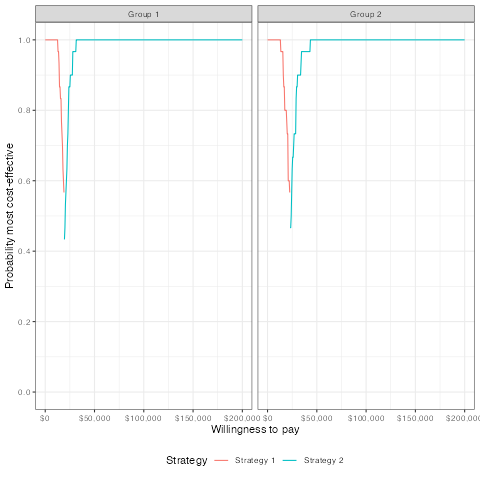 Group 1 Group 2
Probability most cost-effective
1.0
0.8
0.6
0.4
0.2
0.0
$0 $50,000 $100,000 $150,000 $200,000 $0 $50,000 $100,000 $150,000 $200,000
Willingness to pay
Strategy Strategy 1 Strategy 2